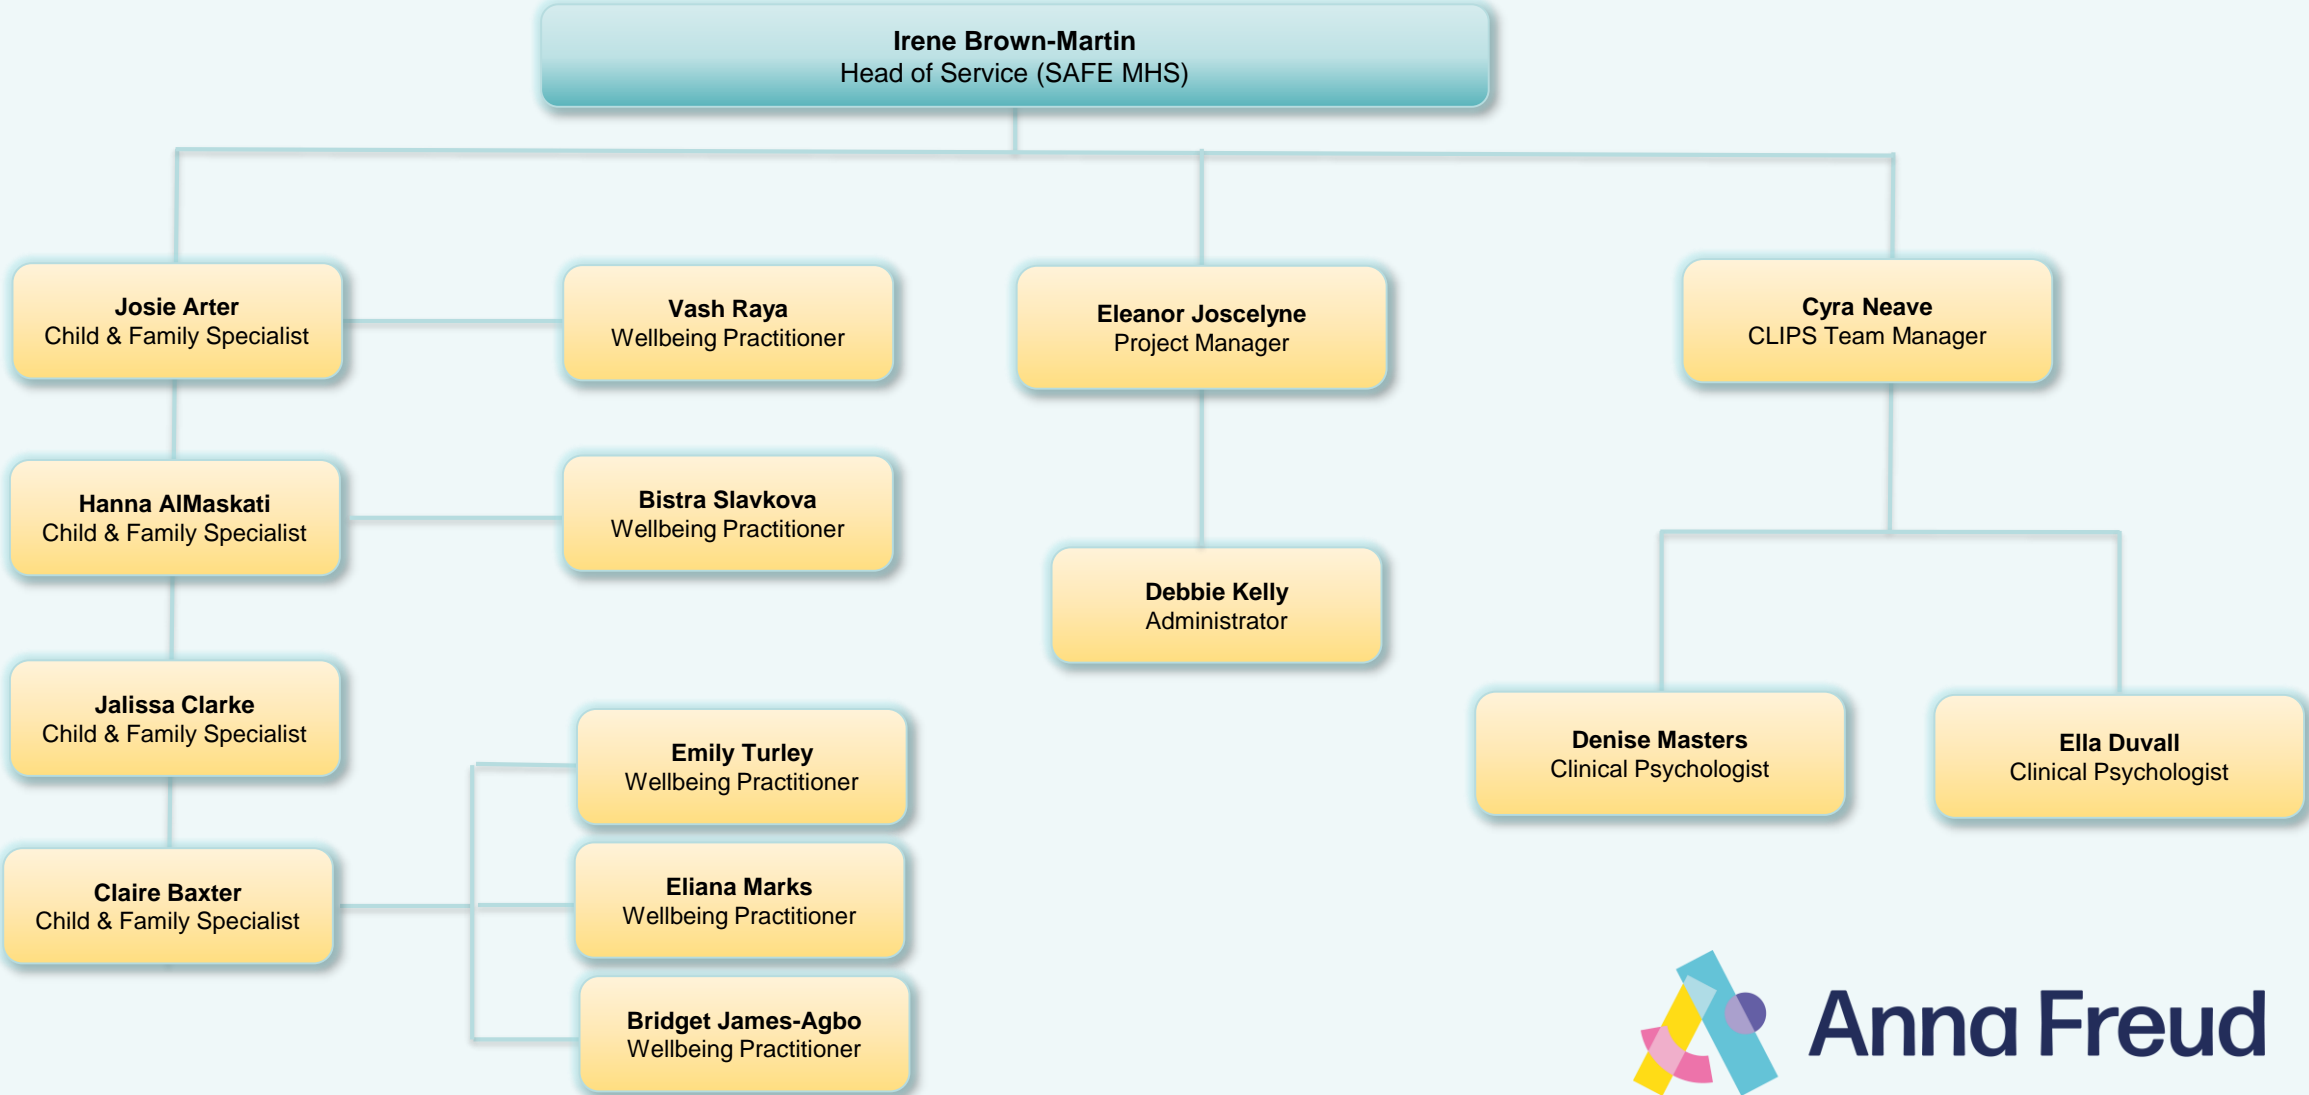 Irene Brown-Martin
Head of Service (SAFE MHS)
Josie Arter
Child & Family Specialist
Vash Raya
Wellbeing Practitioner
Eleanor Joscelyne
Project Manager
Cyra Neave
CLIPS Team Manager
Hanna AlMaskati
Child & Family Specialist
Bistra Slavkova
Wellbeing Practitioner
Debbie Kelly
Administrator
Jalissa Clarke
Child & Family Specialist
Emily Turley
Wellbeing Practitioner
Denise Masters
Clinical Psychologist
Ella Duvall
Clinical Psychologist
Claire Baxter
Child & Family Specialist
Eliana Marks
Wellbeing Practitioner
Bridget James-Agbo
Wellbeing Practitioner
Anna Freud